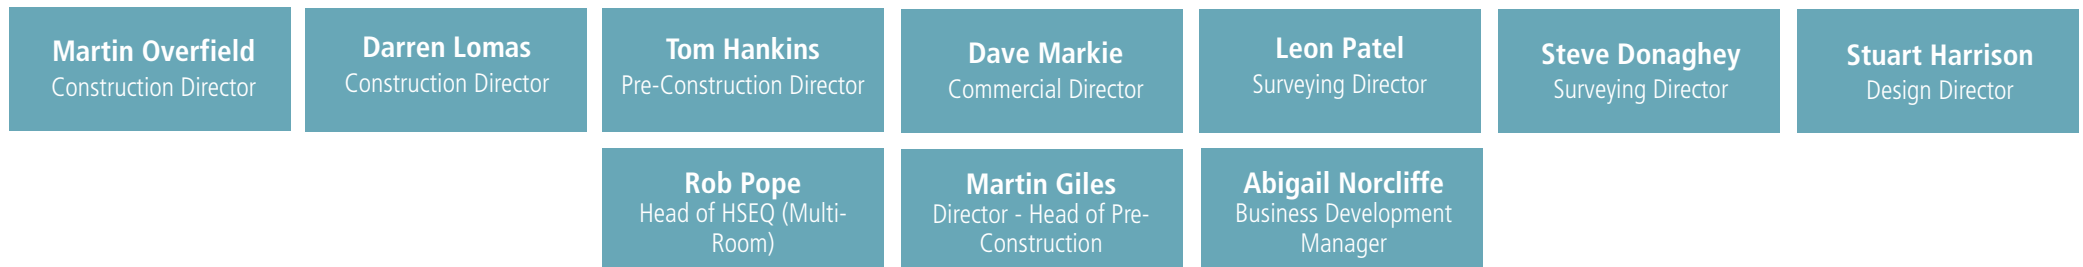 Martin Overfield
Construction Director
Darren Lomas
Construction Director
Tom Hankins
Pre-Construction Director
Dave Markie
Commercial Director
Leon Patel
Surveying Director
Steve Donaghey
Surveying Director
Stuart Harrison
Design Director
Rob Pope
Head of HSEQ (Multi-
Room)
Martin Giles
Director - Head of Pre-
Construction
Abigail Norcliffe
Business Development
Manager